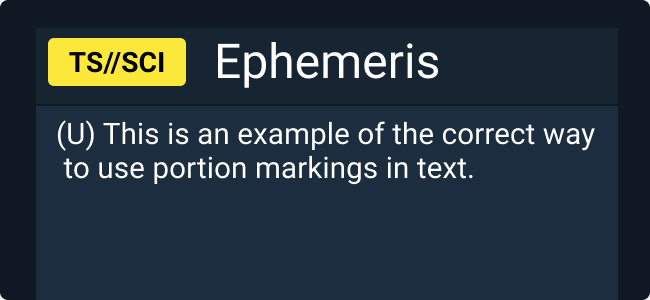 TS//SCI Ephemeris
(U) This is an example of the correct way
to use portion markings in text.